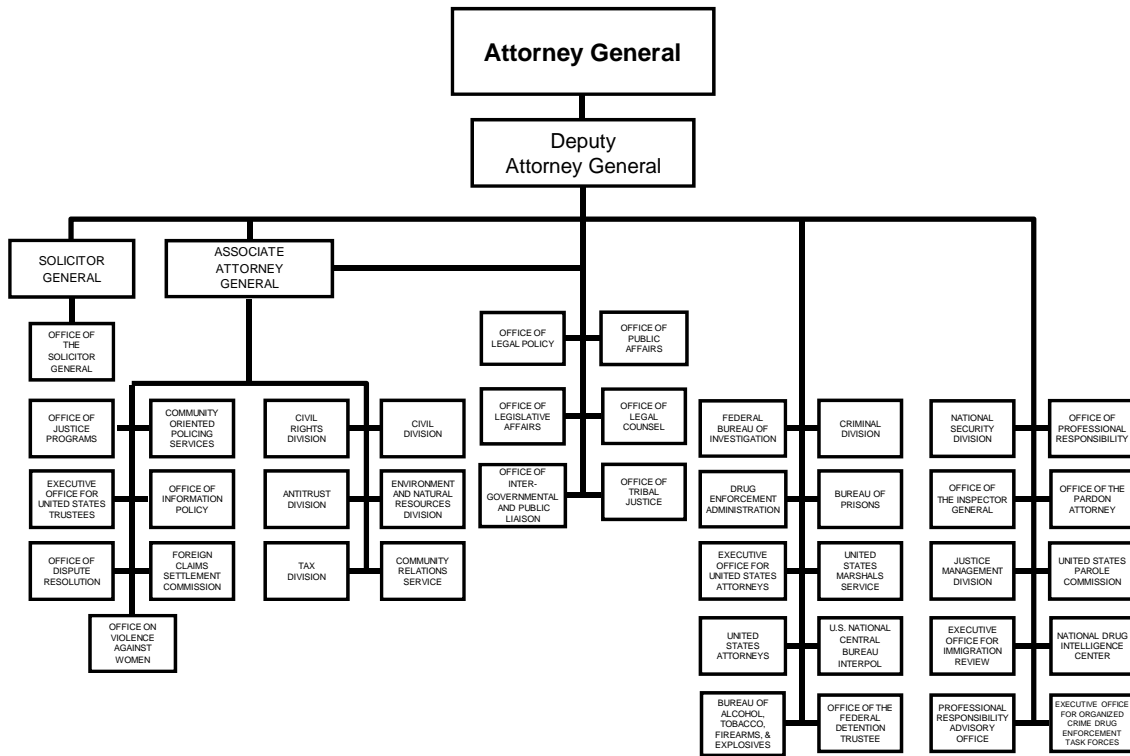 Attorney General
Deputy
Attorney General
SOLICITOR
GENERAL
ASSOCIATE
ATTORNEY
GENERAL
OFFICE OF
THE
SOLICITOR
GENERAL
OFFICE OF
LEGAL POLICY
OFFICE OF
PUBLIC
AFFAIRS
OFFICE OF
JUSTICE
PROGRAMS
COMMUNITY
ORIENTED
POLICING
SERVICES
CIVIL
RIGHTS
DIVISION
CIVIL
DIVISION
OFFICE OF
LEGISLATIVE
AFFAIRS
OFFICE OF
LEGAL
COUNSEL
FEDERAL
BUREAU OF
INVESTIGATION
CRIMINAL
DIVISION
NATIONAL
SECURITY
DIVISION
OFFICE OF
PROFESSIONAL
RESPONSIBILITY
EXECUTIVE
OFFICE FOR
UNITED STATES
TRUSTEES
OFFICE OF
INFORMATION
POLICY
ANTITRUST
DIVISION
ENVIRONMENT
AND NATURAL
RESOURCES
DIVISION
OFFICE OF
INTER-
GOVERNMENTAL
AND PUBLIC
LIAISON
OFFICE OF
TRIBAL
JUSTICE
DRUG
ENFORCEMENT
ADMINISTRATION
BUREAU OF
PRISONS
OFFICE OF
THE INSPECTOR
GENERAL
OFFICE OF THE
PARDON
ATTORNEY
OFFICE OF
DISPUTE
RESOLUTION
FOREIGN
CLAIMS
SETTLEMENT
COMMISSION
TAX
DIVISION
COMMUNITY
RELATIONS
SERVICE
EXECUTIVE
OFFICE FOR
UNITED STATES
ATTORNEYS
UNITED
STATES
MARSHALS
SERVICE
JUSTICE
MANAGEMENT
DIVISION
UNITED STATES
PAROLE
COMMISSION
OFFICE ON
VIOLENCE
AGAINST
WOMEN
UNITED
STATES
ATTORNEYS
U.S. NATIONAL
CENTRAL
BUREAU
INTERPOL
EXECUTIVE
OFFICE FOR
IMMIGRATION
REVIEW
NATIONAL DRUG
INTELLIGENCE
CENTER
BUREAU OF
ALCOHOL,
TOBACCO,
FIREARMS, &
EXPLOSIVES
OFFICE OF THE
FEDERAL
DETENTION
TRUSTEE
PROFESSIONAL
RESPONSIBILITY
ADVISORY
OFFICE
EXECUTIVE OFFICE
FOR ORGANIZED
CRIME DRUG
ENFORCEMENT
TASK FORCES